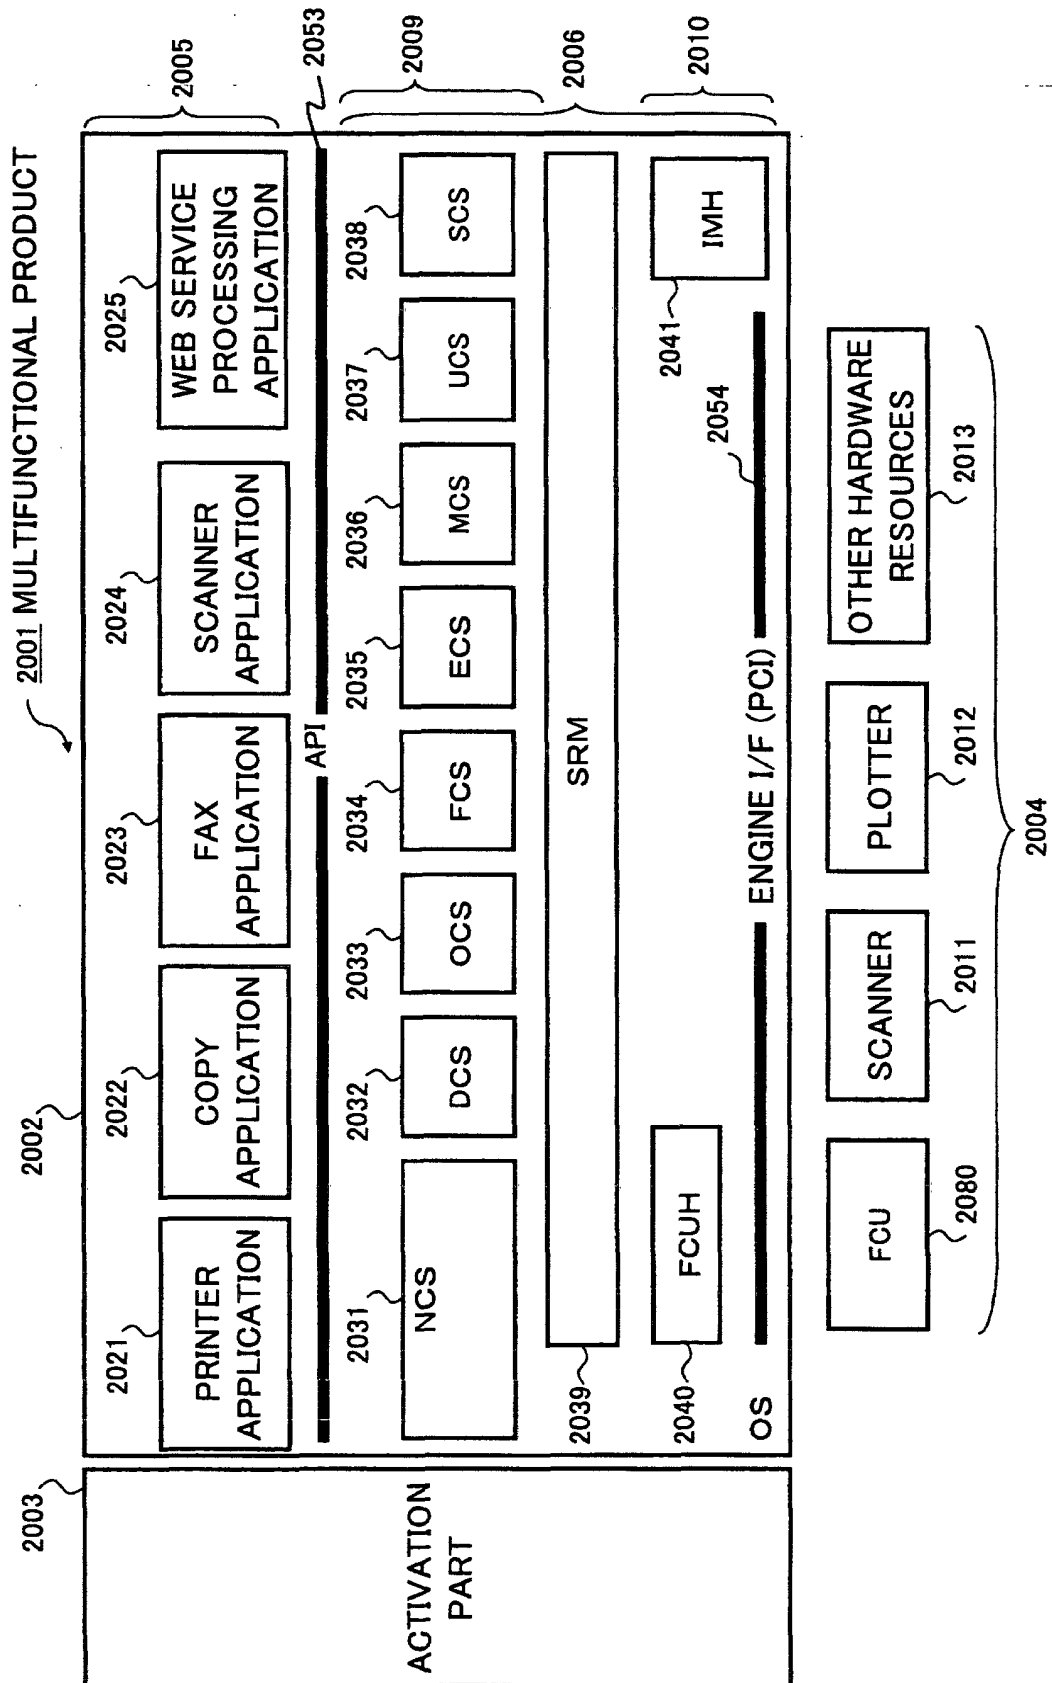 2001 MULTIFUNCTIONAL PRODUCT
2003
2002
2005
2021
2022
2023
2024
2025
PRINTER
APPLICATION
COPY
APPLICATION
FAX
APPLICATION
SCANNER
APPLICATION
WEB SERVICE
PROCESSING
APPLICATION
2053
API
ACTIVATION
PART
2031
2032
2033
2034
2035
2036
2037
2038
2009
NCS
DCS
OCS
FCS
ECS
MCS
UCS
SCS
2039
SRM
2006
2040
FCUH
2041
IMH
2010
2054
OS
ENGINE I/F (PCI)
FCU
SCANNER
PLOTTER
OTHER HARDWARE
RESOURCES
2080
2011
2012
2013
2004